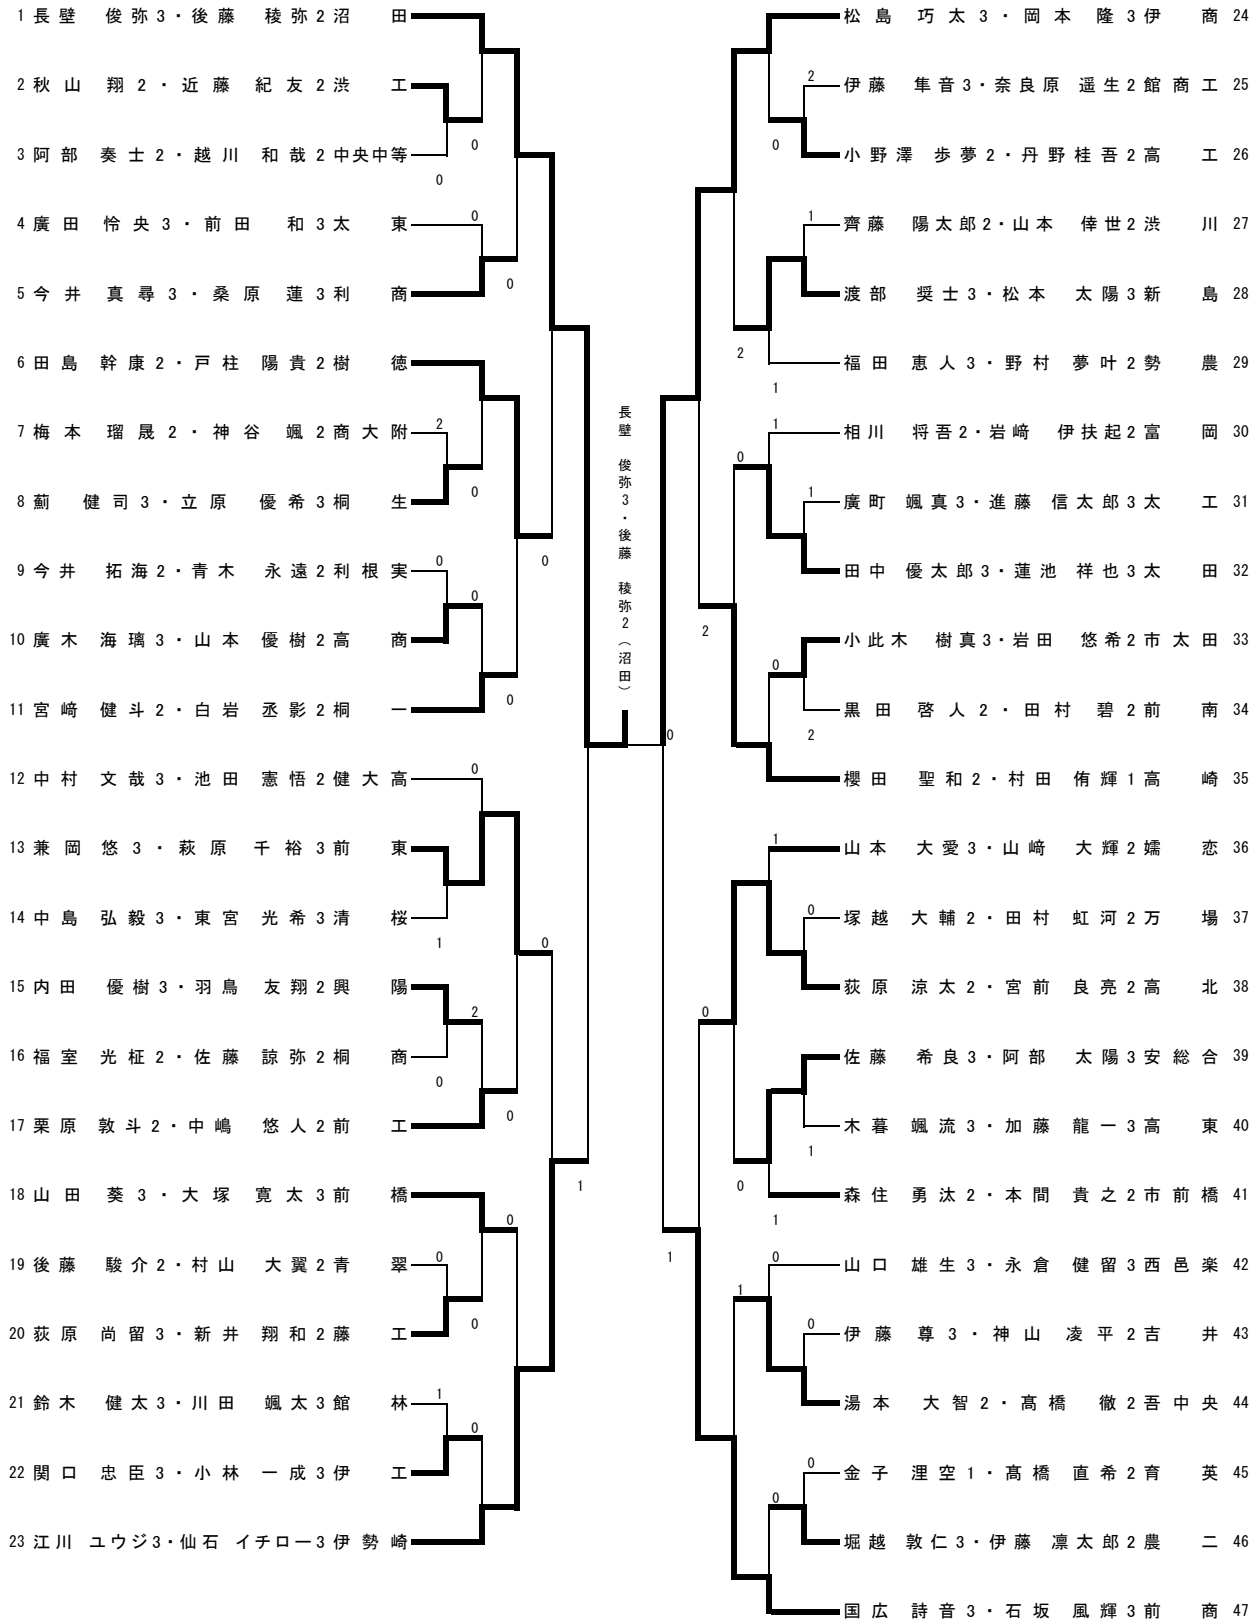 1 長壁 俊弥3・後藤 稜弥2 沼田
2 秋山 翔2・近藤 紀友2 渋工
0
3 阿部 奏士2・越川 和哉2 中央中等
0
4 廣田 怜央3・前田 和3 太東
0
5 今井 真尋3・桑原 蓮3 利商
0
6 田島 幹康2・戸柱 陽貴2 樹徳
7 梅本 瑠晟2・神谷 颯2 商大附
2
8 薊 健司3・立原 優希3 桐生
0
9 今井 拓海2・青木 永遠2 利根実
0
0
0
10 廣木 海璃3・山本 優樹2 高商
11 宮﨑 健斗2・白岩 丞影2 桐一
0
12 中村 文哉3・池田 憲悟2 健大高
0
13 兼岡 悠3・萩原 千裕3 前東
14 中島 弘毅3・東宮 光希3 清桜
1
0
15 内田 優樹3・羽鳥 友翔2 興陽
2
16 福室 光柾2・佐藤 諒弥2 桐商
0
17 栗原 敦斗2・中嶋 悠人2 前工
0
18 山田 葵3・大塚 寛太3 前橋
1
0
19 後藤 駿介2・村山 大翼2 青翠
0
20 荻原 尚留3・新井 翔和2 藤工
0
21 鈴木 健太3・川田 颯太3 館林
1
0
22 関口 忠臣3・小林 一成3 伊工
23 江川 ユウジ3・仙石 イチロー3 伊勢崎
長壁 俊弥3・後藤 稜弥2(沼田)
0
松島 巧太3・岡本 隆3 伊商 24
2
伊藤 隼音3・奈良原 遥生2 館商工 25
0
小野澤 歩夢2・丹野桂吾2 高工 26
1
齊藤 陽太郎2・山本 倖世2 渋川 27
渡部 奨士3・松本 太陽3 新島 28
2
福田 恵人3・野村 夢叶2 勢農 29
1
1
相川 将吾2・岩﨑 伊扶起2 富岡 30
0
1
廣町 颯真3・進藤 信太郎3 太工 31
田中 優太郎3・蓮池 祥也3 太田 32
2
小此木 樹真3・岩田 悠希2 市太田 33
0
黒田 啓人2・田村 碧2 前南 34
2
櫻田 聖和2・村田 侑輝1 高崎 35
1
山本 大愛3・山﨑 大輝2 嬬恋 36
0
塚越 大輔2・田村 虹河2 万場 37
荻原 涼太2・宮前 良亮2 高北 38
0
佐藤 希良3・阿部 太陽3 安総合 39
木暮 颯流3・加藤 龍一3 高東 40
1
0
森住 勇汰2・本間 貴之2 市前橋 41
1
1
0
山口 雄生3・永倉 健留3 西邑楽 42
1
0
伊藤 尊3・神山 凌平2 吉井 43
湯本 大智2・髙橋 徹2 吾中央 44
0
金子 浬空1・髙橋 直希2 育英 45
0
堀越 敦仁3・伊藤 凛太郎2 農二 46
国広 詩音3・石坂 風輝3 前商 47